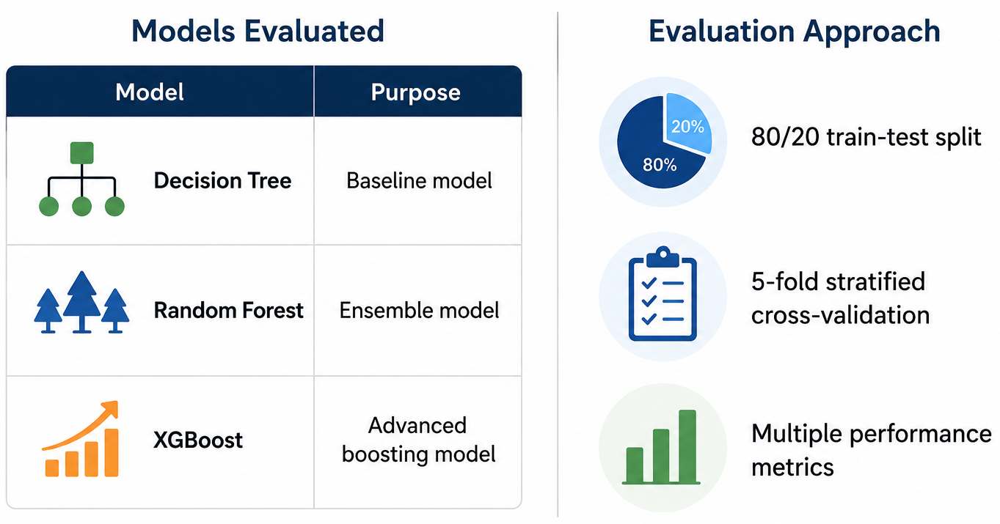 Models Evaluated
Model
Purpose
Decision Tree
Baseline model
Random Forest
Ensemble model
XGBoost
Advanced
boosting model
Evaluation Approach
20%
80%
80/20 train-test split
5-fold stratified
cross-validation
Multiple performance
metrics